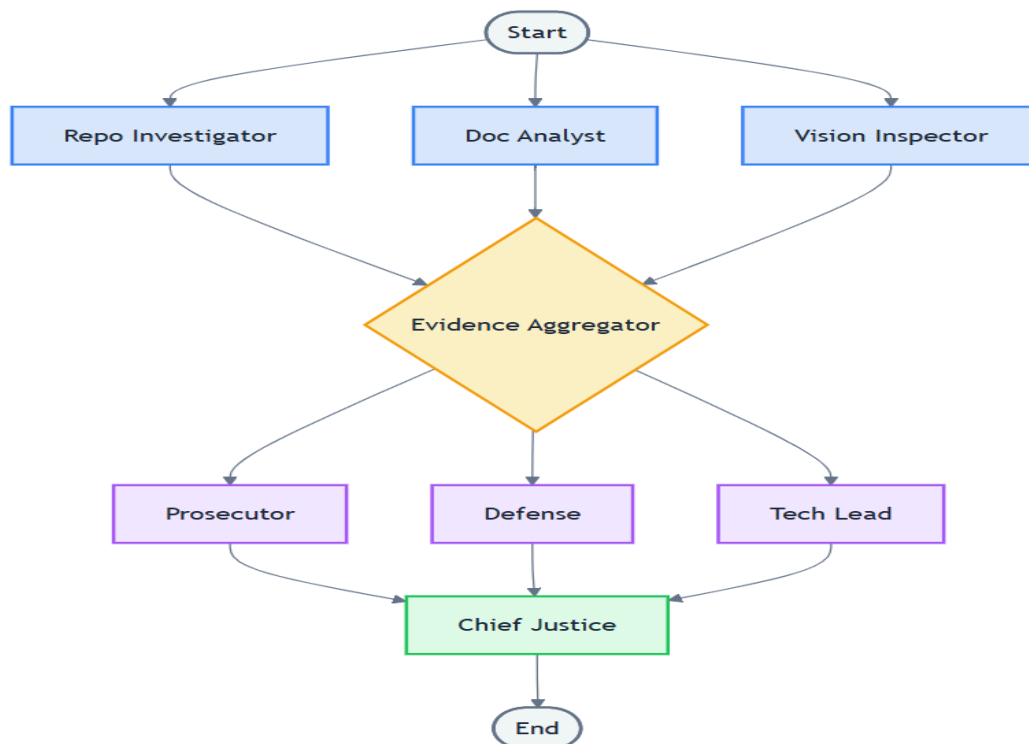 Start
Repo Investigator
Doc Analyst
Vision Inspector
Evidence Aggregator
Prosecutor
Defense
Tech Lead
Chief Justice
End